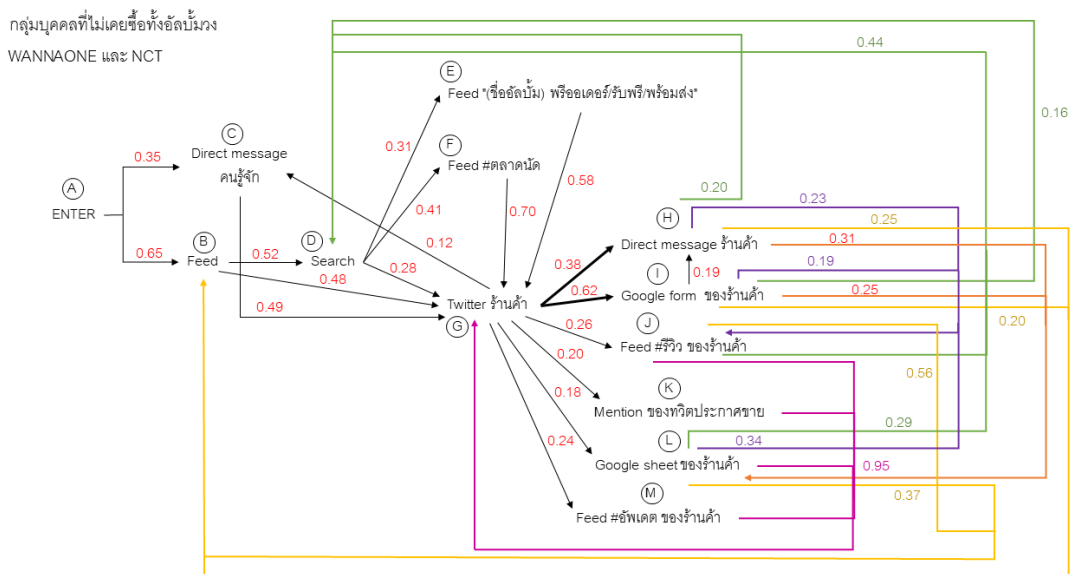 กลุ่มบุคคลที่ไม่เคยซื้อทั้งอัลบั้มวง
WANNAONE และ NCT
0.44
E
Feed "(ชื่ออัลบั้ม) พรีออเดอร์/รับพรี/พร้อมส่ง"
0.16
C
Direct message
คนรู้จัก
0.31
F
Feed #ตลาดนัด
0.35
0.58
A
ENTER
0.20
0.41
0.70
H
0.23
0.25
B
Feed
0.65
0.52
D
Search
0.12
Direct message ร้านค้า
0.31
0.48
0.28
0.38
I
0.19
0.19
Google form ของร้านค้า
0.25
0.62
0.49
Twitter ร้านค้า
G
0.26
J
0.20
Feed #รีวิว ของร้านค้า
0.20
0.56
K
0.18
Mention ของทวิตประกาศขาย
0.29
0.24
L
0.34
Google sheet ของร้านค้า
0.95
M
0.37
Feed #อัพเดต ของร้านค้า